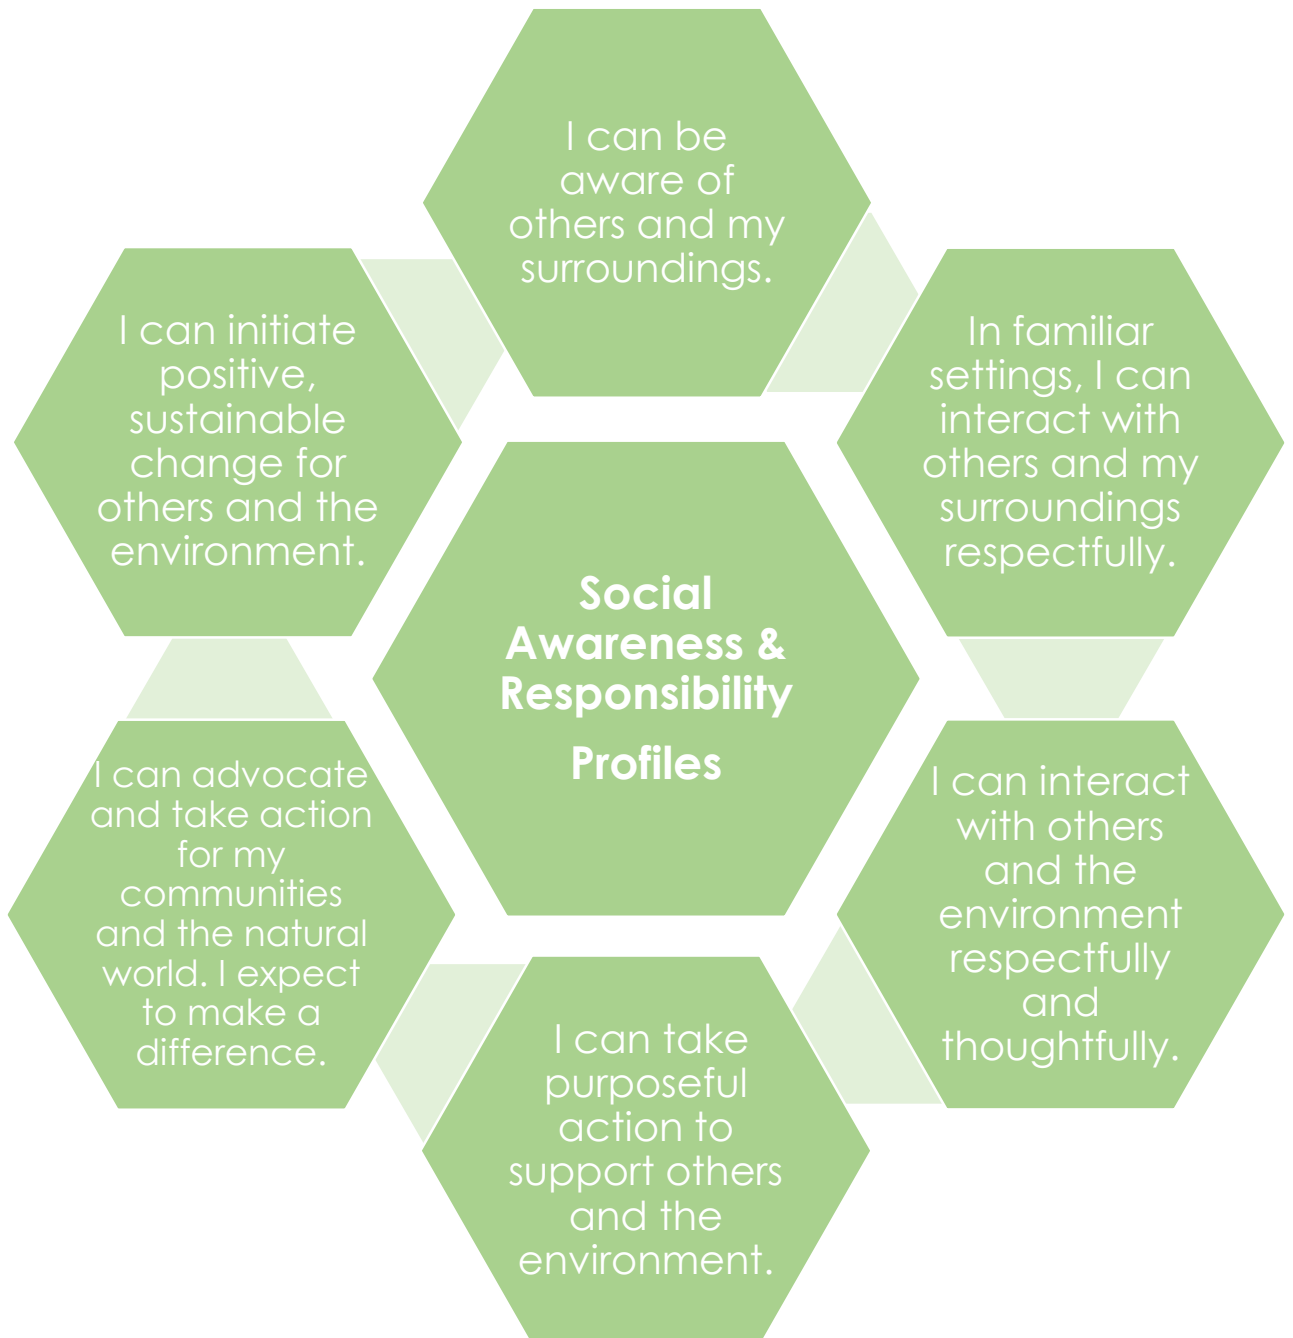 I can be
aware of
others and my
surroundings.
In familiar
settings, I can
interact with
others and my
surroundings
respectfully.
I can interact
with others
and the
environment
respectfully
and
thoughtfully.
I can take
purposeful
action to
support others
and the
environment.
I can advocate
and take action
for my
communities
and the natural
world. I expect
to make a
difference.
I can initiate
positive,
sustainable
change for
others and the
environment.
Social
Awareness &
Responsibility
Profiles